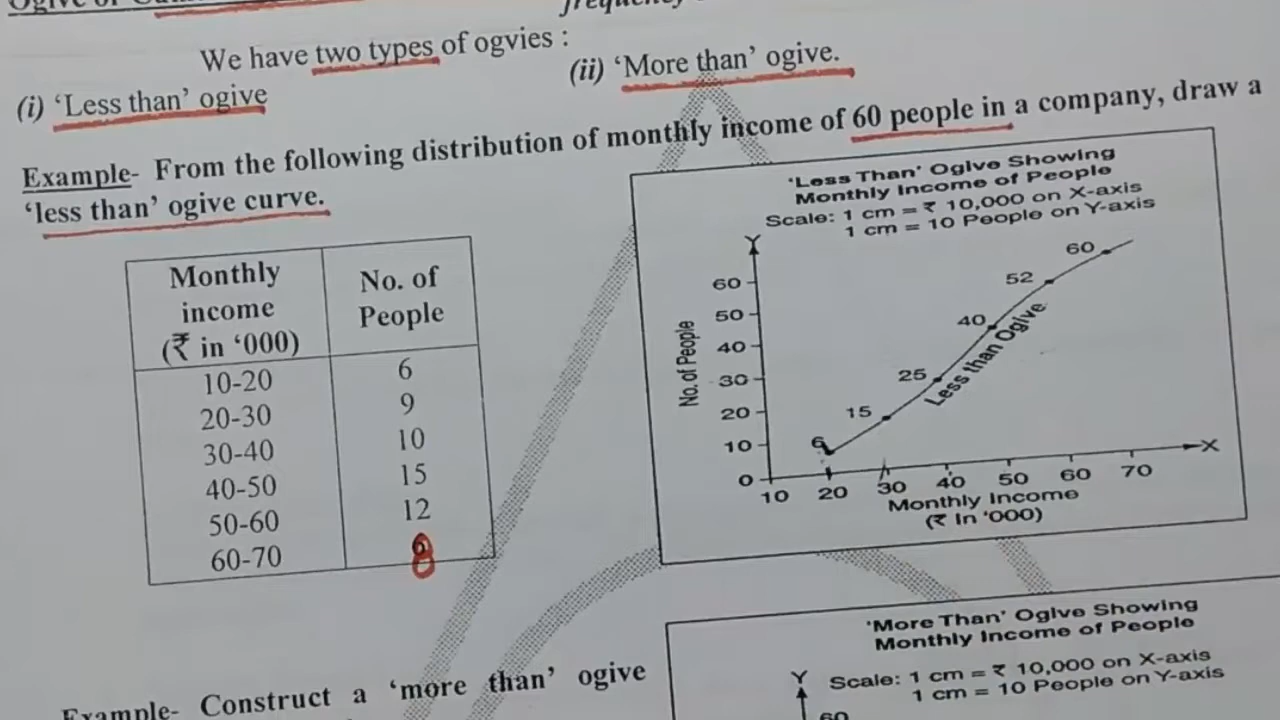 We have two types of ogvies :
(i) ‘Less than’ ogive
(ii) ‘More than’ ogive.
Example- From the following distribution of monthly income of 60 people in a company, draw a
‘less than’ ogive curve.
Monthly income (₹ in ‘000) No. of People
10-20 6
20-30 9
30-40 10
40-50 15
50-60 12
60-70 8
'Less Than' Ogive Showing
Monthly Income of People
Scale: 1 cm = ₹ 10,000 on X-axis
1 cm = 10 People on Y-axis
Y
60
50
40
30
20
10
0
No. of People
6
15
25
40
52
60
Less than Ogive
X
10 20 30 40 50 60 70
Monthly Income
(₹ In '000)
Example- Construct a ‘more than’ ogive
'More Than' Ogive Showing
Monthly Income of People
Scale: 1 cm = ₹ 10,000 on X-axis
1 cm = 10 People on Y-axis
Y
60